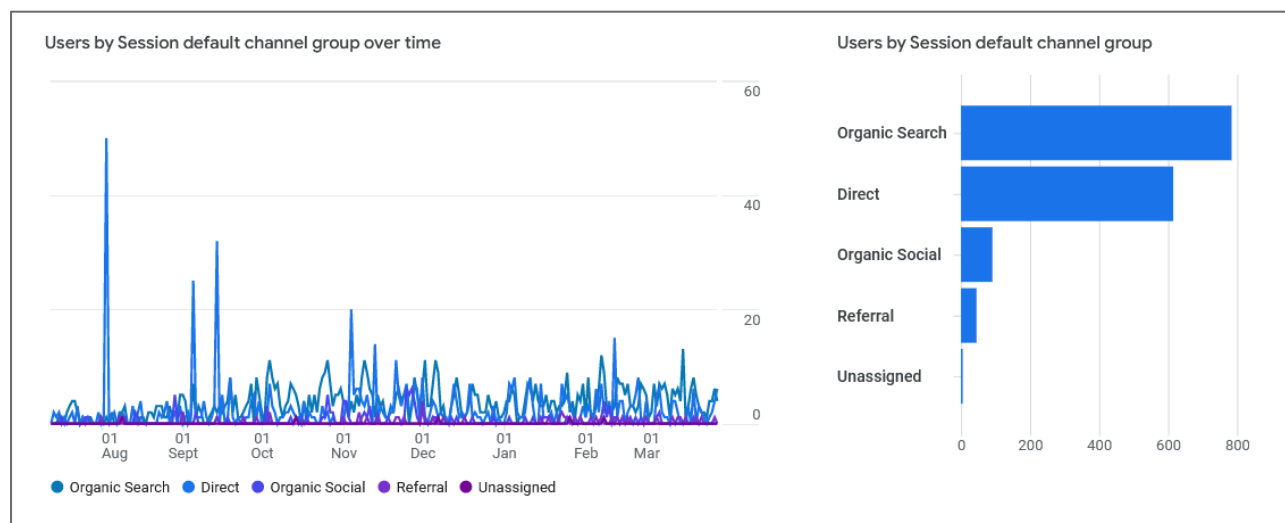 Users by Session default channel group over time
60
40
20
0
01 01 01 01 01 01 01 01
Aug Sept Oct Nov Dec Jan Feb Mar
Organic Search Direct Organic Social Referral Unassigned
Users by Session default channel group
Organic Search
Direct
Organic Social
Referral
Unassigned
0 200 400 600 800